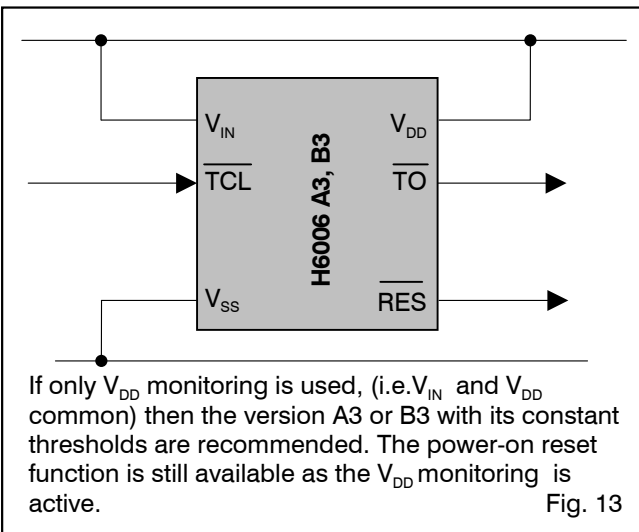 V_IN
V_DD
TCL
TO
H6006 A3, B3
V_SS
RES
If only V_DD monitoring is used, (i.e.V_IN and V_DD
common) then the version A3 or B3 with its constant
thresholds are recommended. The power-on reset
function is still available as the V_DD monitoring is
active.
Fig. 13